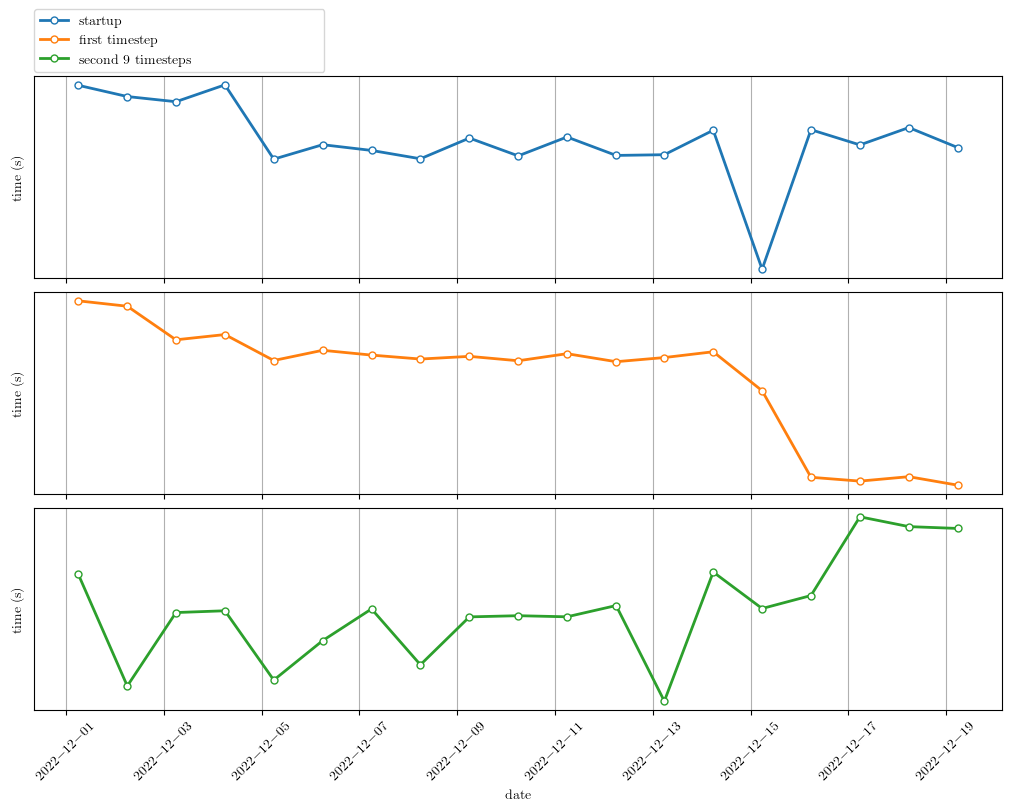 startup
first timestep
second 9 timesteps
time (s)
time (s)
time (s)
2022−12−01
2022−12−03
2022−12−05
2022−12−07
2022−12−09
2022−12−11
2022−12−13
2022−12−15
2022−12−17
2022−12−19
date